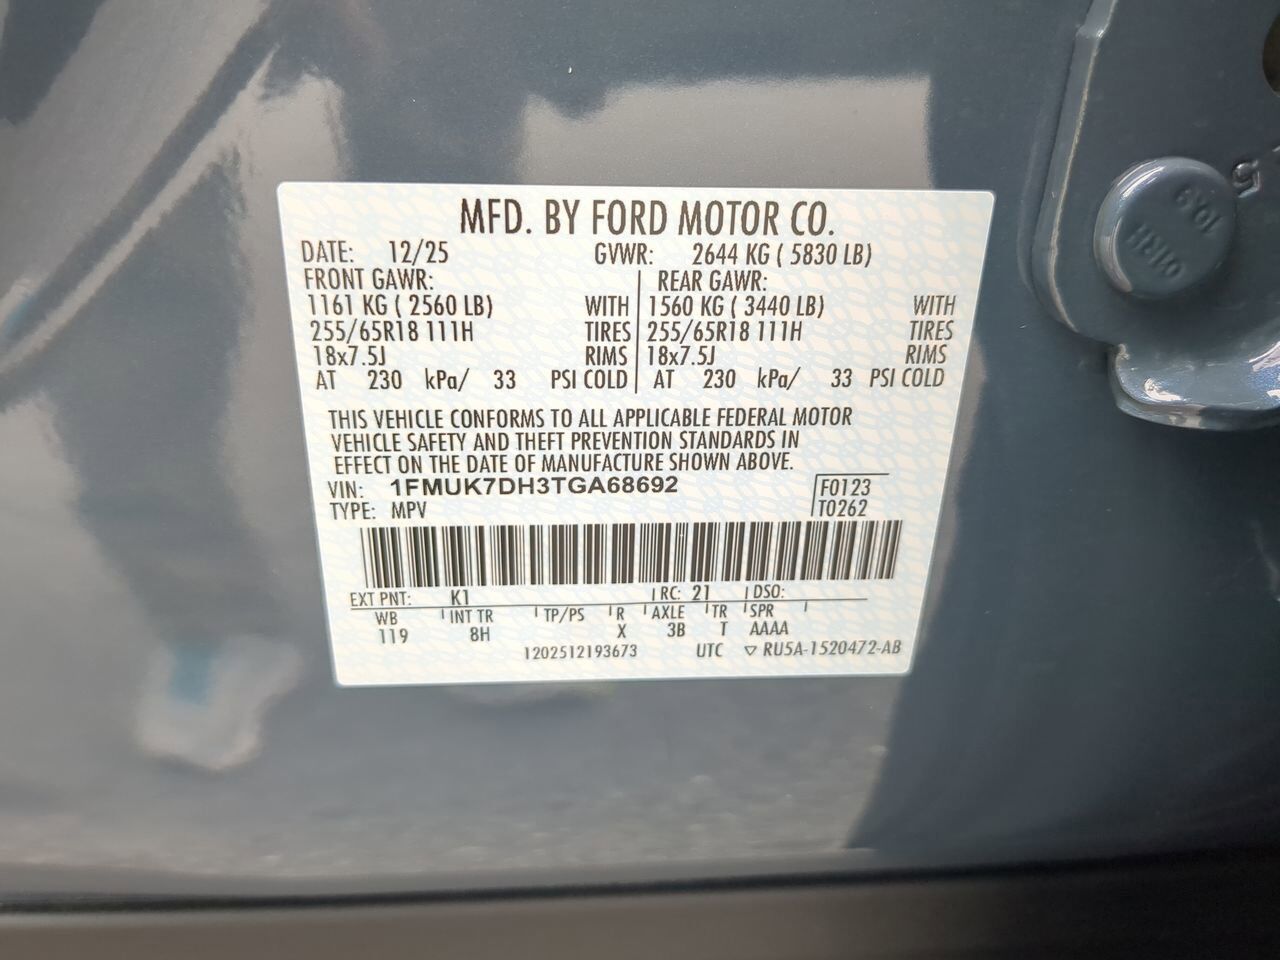 MFD. BY FORD MOTOR CO.
DATE: 12/25 GVWR: 2644 KG ( 5830 LB)
FRONT GAWR: REAR GAWR:
1161 KG ( 2560 LB) WITH 1560 KG ( 3440 LB) WITH
255/65R18 111H TIRES 255/65R18 111H TIRES
18x7.5J RIMS 18x7.5J RIMS
AT 230 kPa/ 33 PSI COLD AT 230 kPa/ 33 PSI COLD
THIS VEHICLE CONFORMS TO ALL APPLICABLE FEDERAL MOTOR
VEHICLE SAFETY AND THEFT PREVENTION STANDARDS IN
EFFECT ON THE DATE OF MANUFACTURE SHOWN ABOVE.
VIN: 1FMUK7DH3TGA68692 F0123
TYPE: MPV T0262
EXT PNT: K1 RC: 21 DSO:
WB INT TR TP/PS R AXLE TR SPR
119 8H X 3B T AAAA
1202512193673 UTC ▽ RU5A-1520472-AB
10.9
5